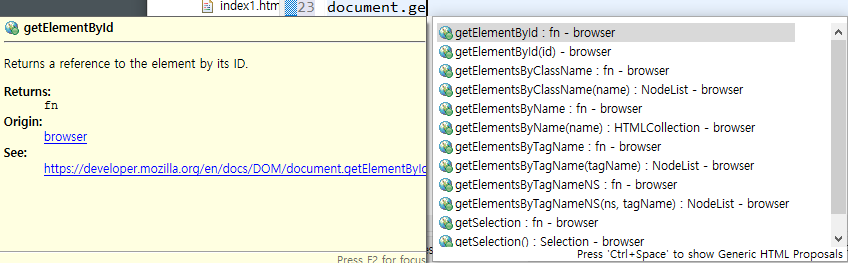 index1.htm
23 document.ge
getElementById
Returns a reference to the element by its ID.
Returns:
fn
Origin:
browser
See:
https://developer.mozilla.org/en/docs/DOM/document.getElementById
Press F2 for focus
getElementById : fn - browser
getElementById(id) - browser
getElementsByClassName : fn - browser
getElementsByClassName(name) : NodeList - browser
getElementsByName : fn - browser
getElementsByName(name) : HTMLCollection - browser
getElementsByTagName : fn - browser
getElementsByTagName(tagName) : NodeList - browser
getElementsByTagNameNS : fn - browser
getElementsByTagNameNS(ns, tagName) : NodeList - browser
getSelection : fn - browser
getSelection() : Selection - browser
Press 'Ctrl+Space' to show Generic HTML Proposals